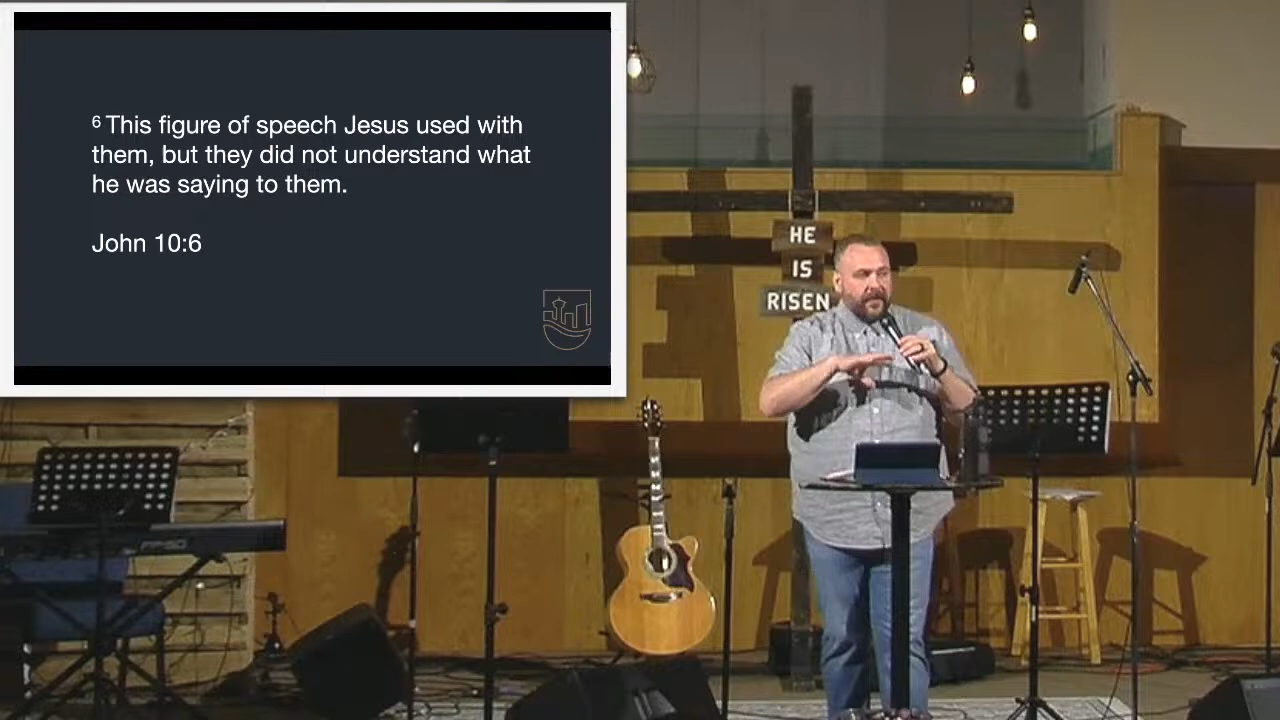 6 This figure of speech Jesus used with
them, but they did not understand what
he was saying to them.
John 10:6
HE
IS
RISEN